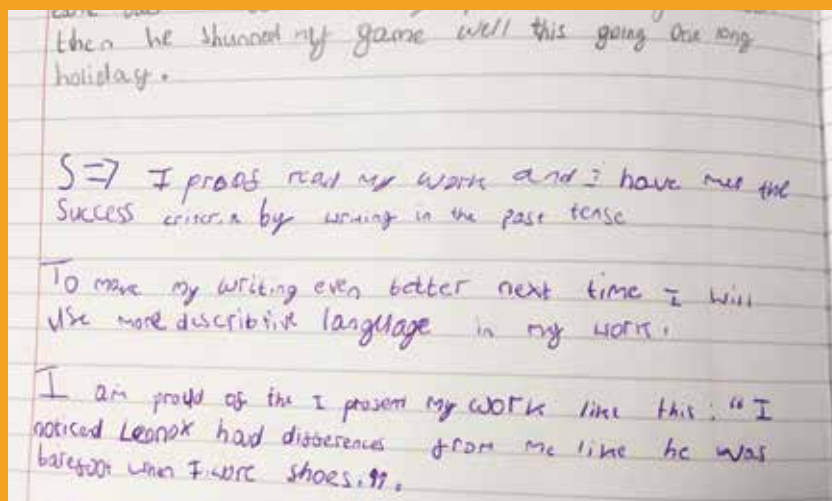 then he shunned my game well this going one long
holiday.
S => I proof read my work and i have met the
Success criteria by writing in the past tense
To make my writing even better next time I will
use more describtive language in my work.
I am proud of the I presen my work like this: "I
noticed Leonox had differences from me like he was
barefoot when I wore shoes.".